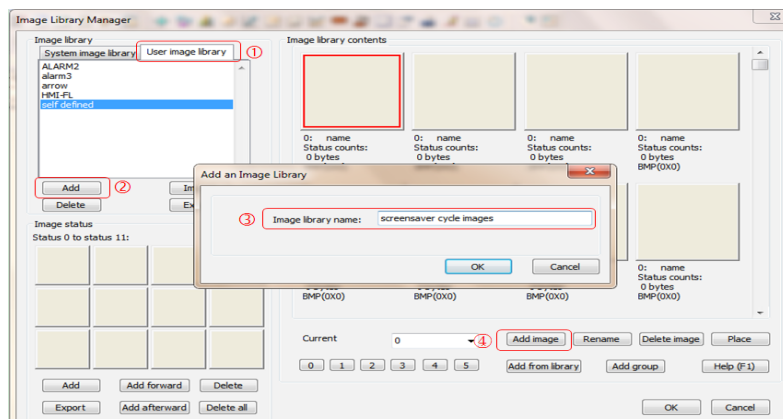 Image Library Manager
Image library
System image library
User image library
①
ALARM2
alarm3
arrow
HMI-FL
self defined
Add
②
Im
Delete
Ex
Image status
Status 0 to status 11:
Add
Add forward
Delete
Export
Add afterward
Delete all
Image library contents
0: name
Status counts:
0 bytes
0: name
Status counts:
0 bytes
0: name
Status counts:
0 bytes
0: name
Status counts:
0 bytes
BMP(0X0)
Add an Image Library
③
Image library name:
screensaver cycle images
OK
Cancel
BMP(0X0)
BMP(0X0)
BMP(0X0)
0: name
Status counts:
0 bytes
BMP(0X0)
Current
0
④
Add image
Rename
Delete image
Place
0
1
2
3
4
5
Add from library
Add group
Help (F1)
OK
Cancel